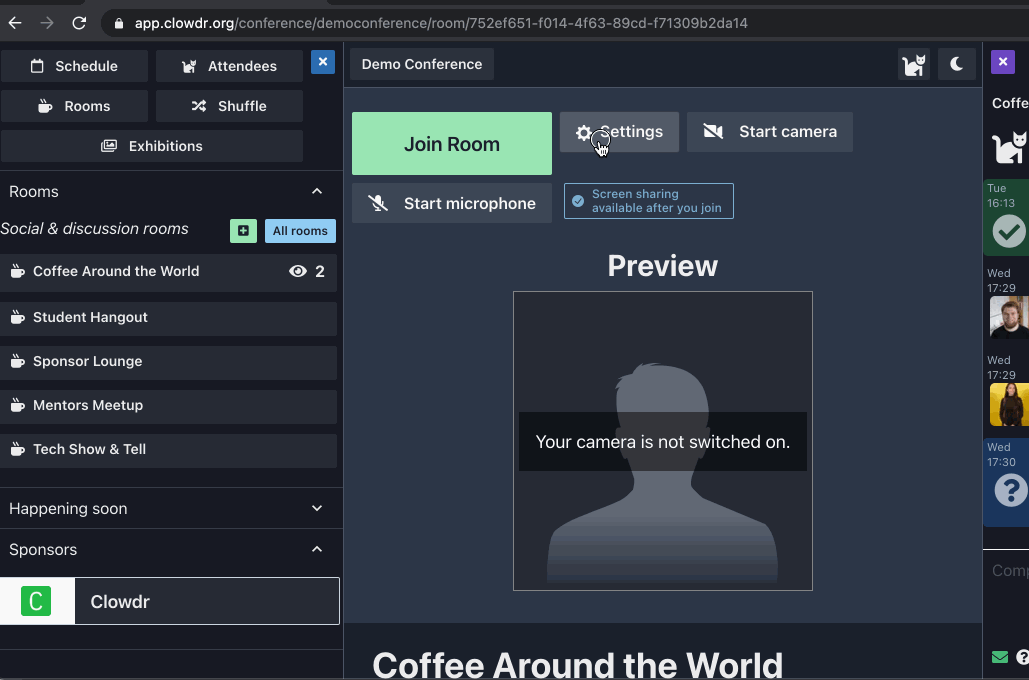 app.clowdr.org/conference/democonference/room/752ef651-f014-4f63-89cd-f71309b2da14
Schedule
Attendees
Rooms
Shuffle
Exhibitions
Rooms
Social & discussion rooms
All rooms
Coffee Around the World
2
Student Hangout
Sponsor Lounge
Mentors Meetup
Tech Show & Tell
Happening soon
Sponsors
C
Clowdr
Demo Conference
Join Room
Settings
Start camera
Start microphone
Screen sharing
available after you join
Preview
Your camera is not switched on.
Coffee Around the World
Coffe
Tue
16:13
Wed
17:29
Wed
17:29
Wed
17:30
?
Comp
?